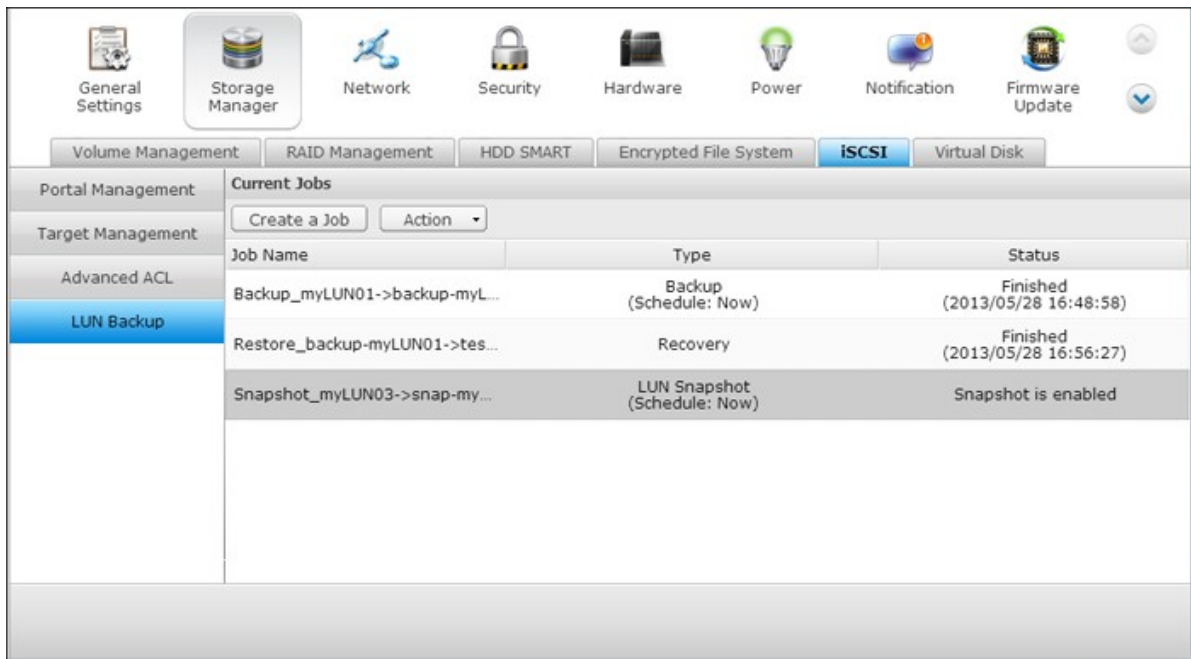 General Settings
Storage Manager
Network
Security
Hardware
Power
Notification
Firmware Update
Volume Management
RAID Management
HDD SMART
Encrypted File System
iSCSI
Virtual Disk
Portal Management
Target Management
Advanced ACL
LUN Backup
Current Jobs
Create a Job
Action
Job Name
Type
Status
Backup_myLUN01->backup-myL...
Backup
(Schedule: Now)
Finished
(2013/05/28 16:48:58)
Restore_backup-myLUN01->tes...
Recovery
Finished
(2013/05/28 16:56:27)
Snapshot_myLUN03->snap-my...
LUN Snapshot
(Schedule: Now)
Snapshot is enabled